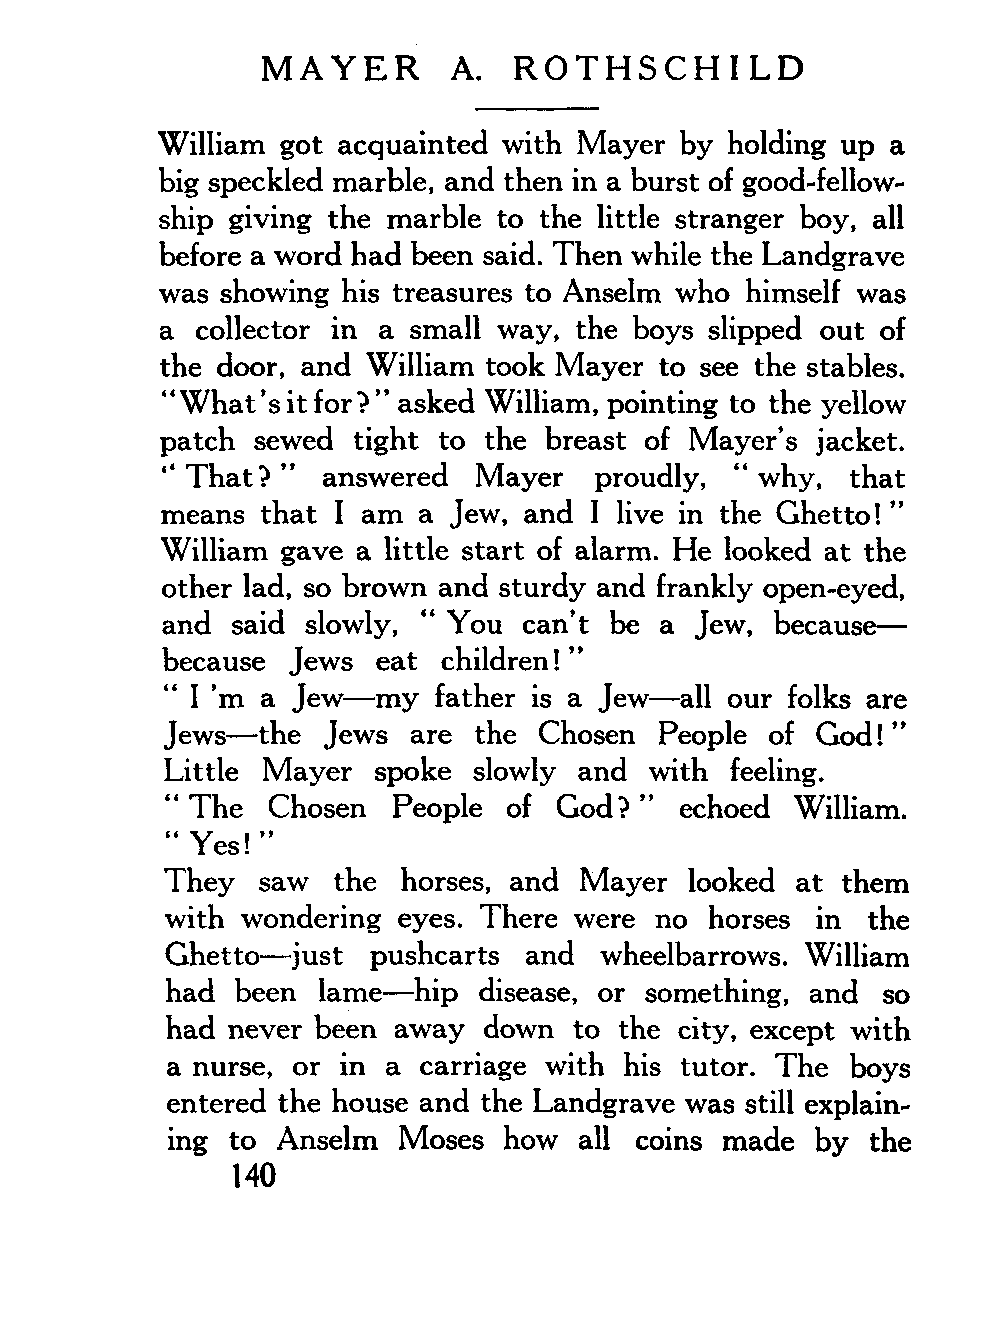 MAYER A. ROTHSCHILD
William got acquainted with Mayer by holding up a
big speckled marble, and then in a burst of good-fellow-
ship giving the marble to the little stranger boy, all
before a word had been said. Then while the Landgrave
was showing his treasures to Anselm who himself was
a collector in a small way, the boys slipped out of
the door, and William took Mayer to see the stables.
"What's it for?" asked William, pointing to the yellow
patch sewed tight to the breast of Mayer's jacket.
"That?" answered Mayer proudly, "why, that
means that I am a Jew, and I live in the Ghetto!"
William gave a little start of alarm. He looked at the
other lad, so brown and sturdy and frankly open-eyed,
and said slowly, "You can't be a Jew, because—
because Jews eat children!"
"I'm a Jew—my father is a Jew—all our folks are
Jews—the Jews are the Chosen People of God!"
Little Mayer spoke slowly and with feeling.
"The Chosen People of God?" echoed William.
"Yes!"
They saw the horses, and Mayer looked at them
with wondering eyes. There were no horses in the
Ghetto—just pushcarts and wheelbarrows. William
had been lame—hip disease, or something, and so
had never been away down to the city, except with
a nurse, or in a carriage with his tutor. The boys
entered the house and the Landgrave was still explain-
ing to Anselm Moses how all coins made by the
140